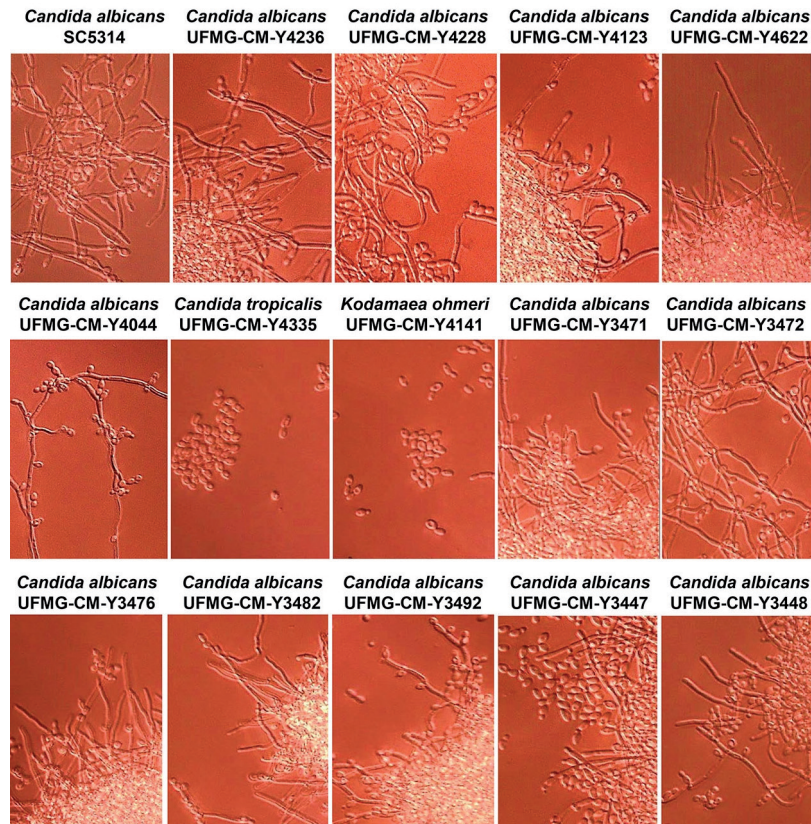 Candida albicans
SC5314
Candida albicans
UFMG-CM-Y4236
Candida albicans
UFMG-CM-Y4228
Candida albicans
UFMG-CM-Y4123
Candida albicans
UFMG-CM-Y4622
Candida albicans
UFMG-CM-Y4044
Candida tropicalis
UFMG-CM-Y4335
Kodamaea ohmeri
UFMG-CM-Y4141
Candida albicans
UFMG-CM-Y3471
Candida albicans
UFMG-CM-Y3472
Candida albicans
UFMG-CM-Y3476
Candida albicans
UFMG-CM-Y3482
Candida albicans
UFMG-CM-Y3492
Candida albicans
UFMG-CM-Y3447
Candida albicans
UFMG-CM-Y3448